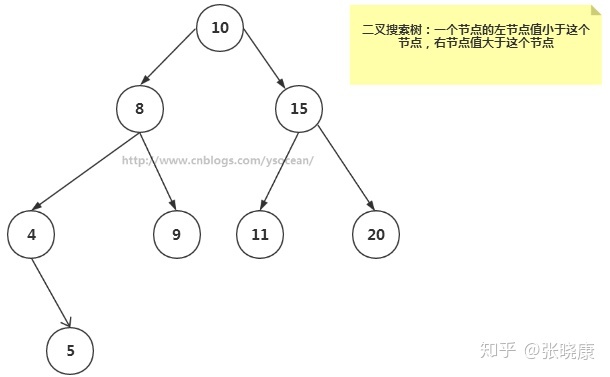 10
二叉搜索树：一个节点的左节点值小于这个
节点，右节点值大于这个节点
8
15
http://www.cnblogs.com/ysocean/
4
9
11
20
5
知乎 @张晓康